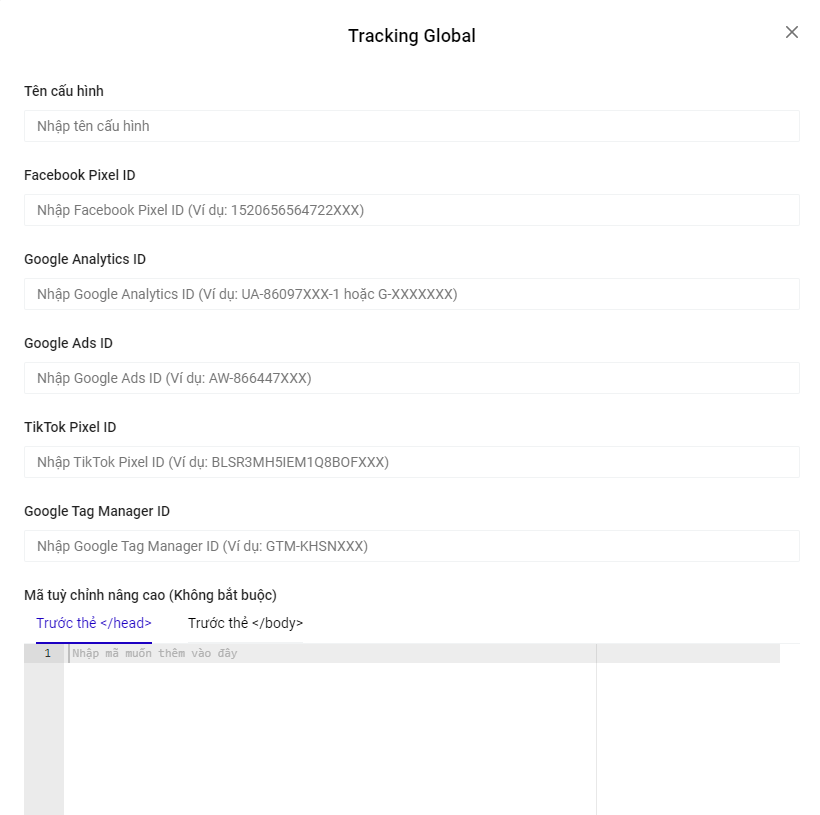 Tracking Global
Tên cấu hình
Nhập tên cấu hình
Facebook Pixel ID
Nhập Facebook Pixel ID (Ví dụ: 1520656564722XXX)
Google Analytics ID
Nhập Google Analytics ID (Ví dụ: UA-86097XXX-1 hoặc G-XXXXXXX)
Google Ads ID
Nhập Google Ads ID (Ví dụ: AW-866447XXX)
TikTok Pixel ID
Nhập TikTok Pixel ID (Ví dụ: BLSR3MH5IEM1Q8BOFXXX)
Google Tag Manager ID
Nhập Google Tag Manager ID (Ví dụ: GTM-KHSNXXX)
Mã tuỳ chỉnh nâng cao (Không bắt buộc)
Trước thẻ </head> Trước thẻ </body>
1 Nhập mã muốn thêm vào đây